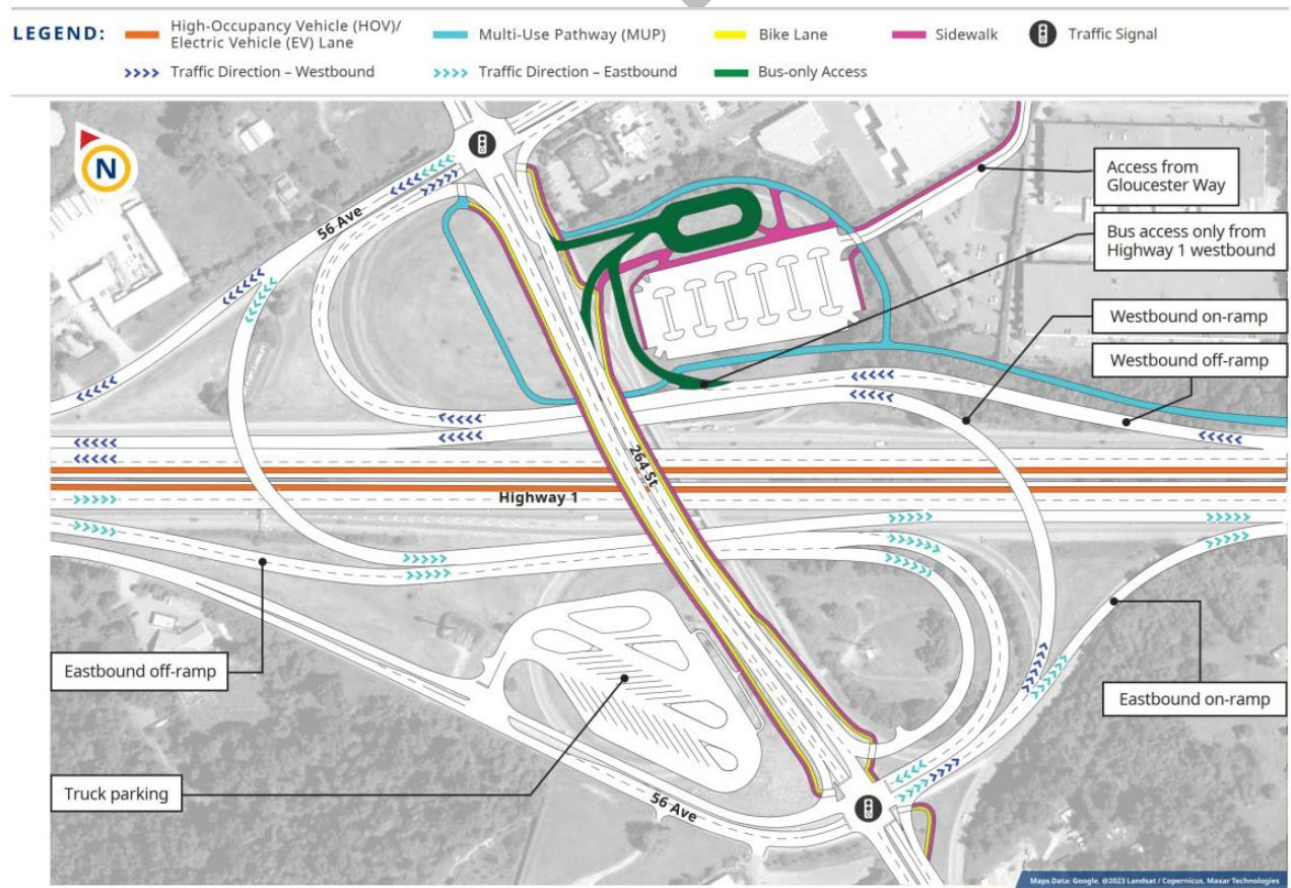 LEGEND:
High-Occupancy Vehicle (HOV)/
Electric Vehicle (EV) Lane
Multi-Use Pathway (MUP)
Bike Lane
Sidewalk
Traffic Signal
>>>> Traffic Direction – Westbound
>>>> Traffic Direction – Eastbound
Bus-only Access
N
56 Ave
Access from
Gloucester Way
Bus access only from
Highway 1 westbound
Westbound on-ramp
Westbound off-ramp
264 St
Highway 1
Eastbound off-ramp
Eastbound on-ramp
Truck parking
56 Ave
Maps Data: Google, @2023 Landsat / Copernicus, Maxar Technologies